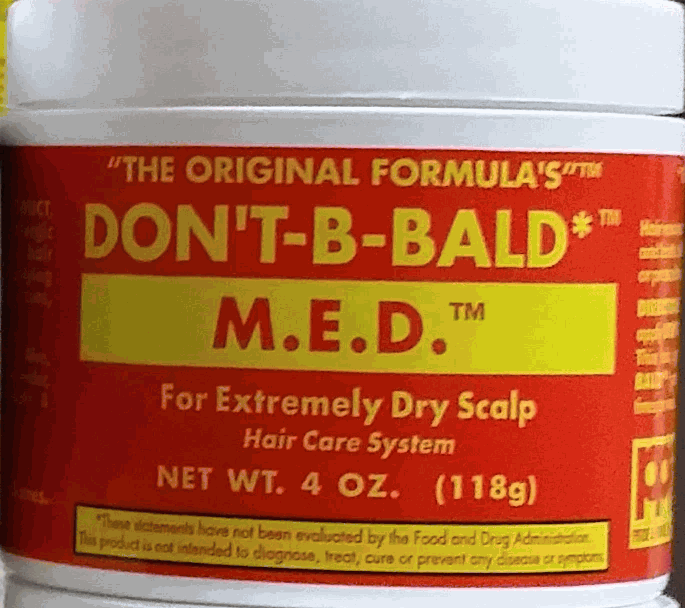 "THE ORIGINAL FORMULA'S"™
DON'T-B-BALD*™
M.E.D.™
For Extremely Dry Scalp
Hair Care System
NET WT. 4 OZ. (118g)
*These statements have not been evaluated by the Food and Drug Administration.
This product is not intended to diagnose, treat, cure or prevent any disease or symptoms.